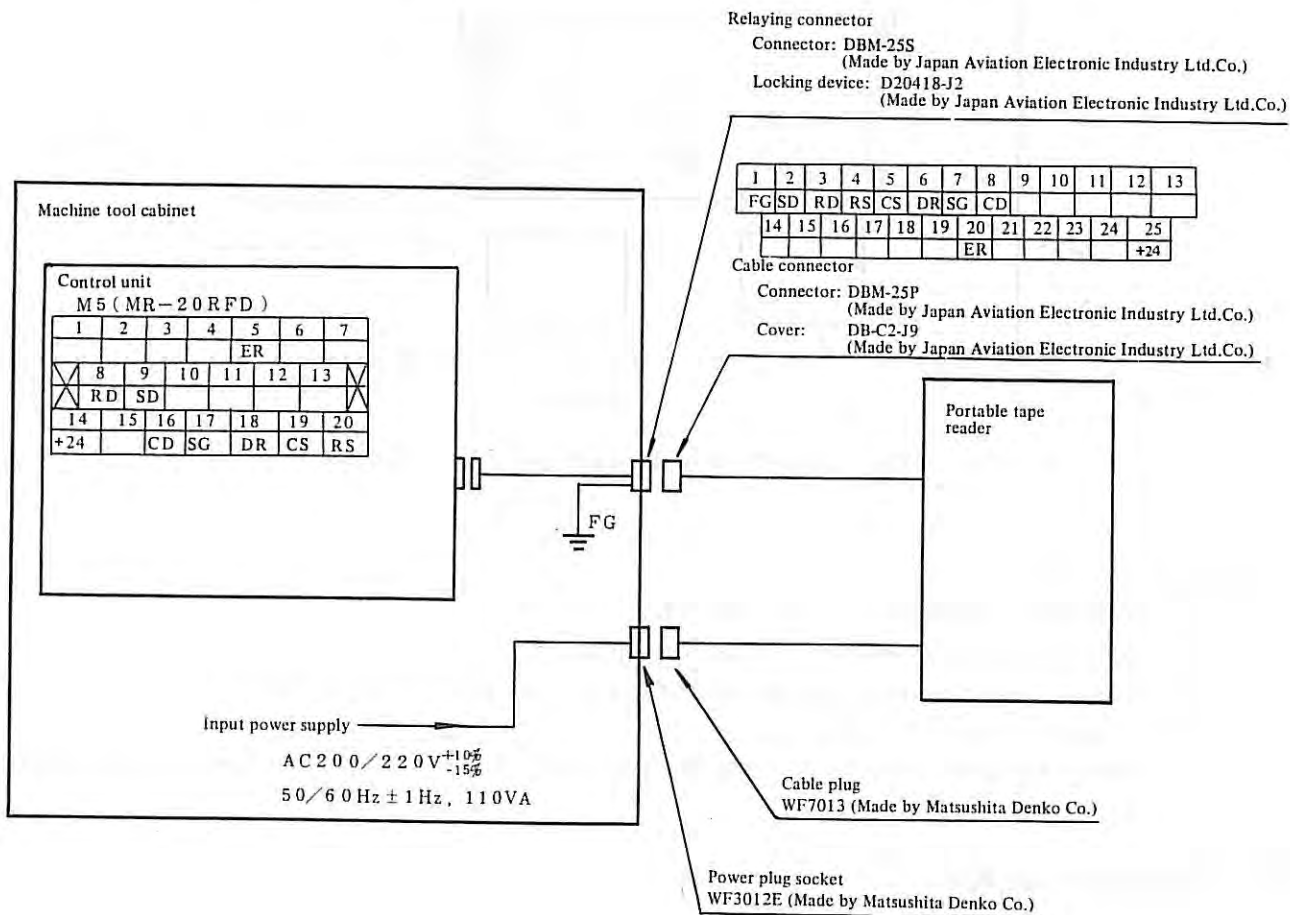 Relaying connector
Connector: DBM-25S
(Made by Japan Aviation Electronic Industry Ltd.Co.)
Locking device: D20418-J2
(Made by Japan Aviation Electronic Industry Ltd.Co.)
1 2 3 4 5 6 7 8 9 10 11 12 13
FG SD RD RS CS DR SG CD
14 15 16 17 18 19 20 21 22 23 24 25
ER +24
Cable connector
Connector: DBM-25P
(Made by Japan Aviation Electronic Industry Ltd.Co.)
Cover: DB-C2-J9
(Made by Japan Aviation Electronic Industry Ltd.Co.)
Machine tool cabinet
Control unit
M5 (MR-20RFD)
1 2 3 4 5 6 7
ER
8 9 10 11 12 13
RD SD
14 15 16 17 18 19 20
+24 CD SG DR CS RS
FG
Portable tape
reader
Input power supply
AC200/220V +10% -15%
50/60Hz ± 1Hz, 110VA
Cable plug
WF7013 (Made by Matsushita Denko Co.)
Power plug socket
WF3012E (Made by Matsushita Denko Co.)